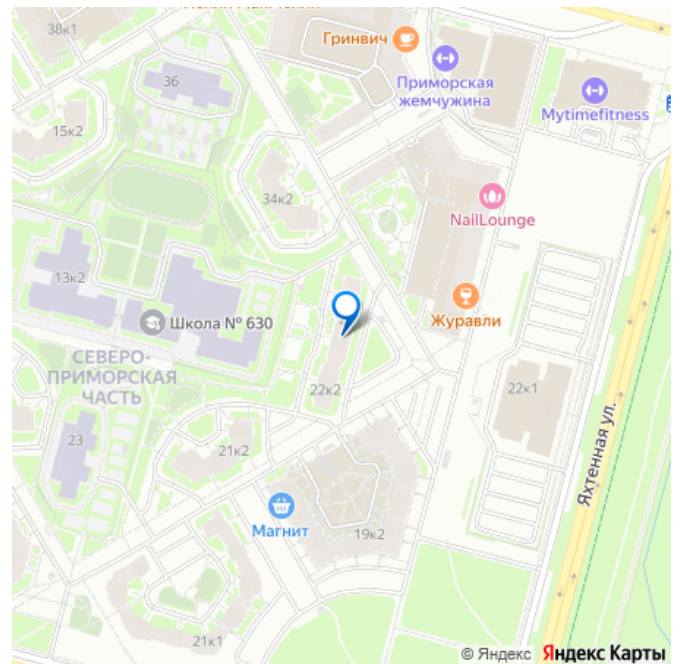 38к1
Гринвич
36
Приморская
жемчужина
Mytimefitness
15к2
34к2
NailLounge
13к2
Школа № 630
Журавли
СЕВЕРО-
ПРИМОРСКАЯ
ЧАСТЬ
22к2
22к1
23
21к2
Яхтенная ул.
Магнит
19к2
21к1
© Яндекс Яндекс Карты